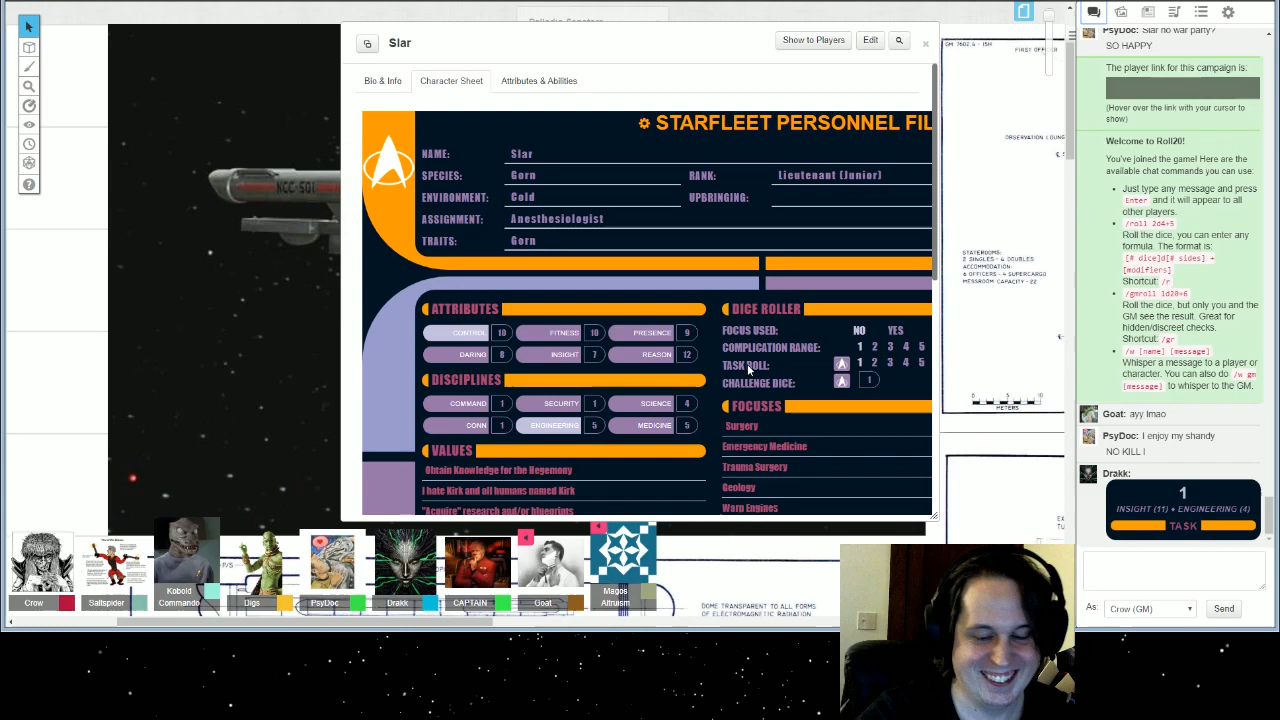 Slar
Show to Players
Edit
Bio & Info
Character Sheet
Attributes & Abilities
STARFLEET PERSONNEL FIL
NAME: Slar
SPECIES: Gorn
RANK: Lieutenant (Junior)
ENVIRONMENT: Cold
UPBRINGING:
ASSIGNMENT: Anesthesiologist
TRAITS: Gorn
ATTRIBUTES
CONTROL 10 FITNESS 10 PRESENCE 9
DARING 8 INSIGHT 7 REASON 12
DISCIPLINES
COMMAND 1 SECURITY 1 SCIENCE 4
CONN 1 ENGINEERING 5 MEDICINE 5
VALUES
Obtain Knowledge for the Hegemony
I hate Kirk and all humans named Kirk
"Acquire" research and/or blueprints
DICE ROLLER
FOCUS USED: NO YES
COMPLICATION RANGE: 1 2 3 4 5
TASK ROLL: 1 2 3 4 5
CHALLENGE DICE: 1
FOCUSES
Surgery
Emergency Medicine
Trauma Surgery
Geology
Warp Engines
GM 7602.4 - 15H
FIRST OFFICER
OBSERVATION LOUNG
STATEROOMS:
2 SINGLES - 4 DOUBLES
ACCOMMODATION:
6 OFFICERS - 4 SUPERCARGO
MESSROOM CAPACITY - 22
0 5 10
METERS
DOME TRANSPARENT TO ALL FORMS
OF ELECTROMAGNETIC RADIATION
Crow
Saltspider
Kobold
Commando
Digs
PsyDoc
Drakk
CAPTAIN
Goat
Magos
Altruism
PsyDoc: Slar no war party?
SO HAPPY
The player link for this campaign is:
(Hover over the link with your cursor to
show)
Welcome to Roll20!
You've joined the game! Here are the
available chat commands you can use:
Just type any message and press
Enter and it will appear to all
other players.
/roll 2d4+5
Roll the dice, you can enter any
formula. The format is:
[# dice]d[# sides] +
[modifiers]
Shortcut: /r
/gmroll 1d20+6
Roll the dice, but only you and the
GM see the result. Great for
hidden/discreet checks.
Shortcut: /gr
/w [name] [message]
Whisper a message to a player or
character. You can also do /w gm
[message] to whisper to the GM.
Goat: ayy lmao
PsyDoc: I enjoy my shandy
NO KILL I
Drakk:
1
INSIGHT (11) + ENGINEERING (4)
TASK
As: Crow (GM)
Send